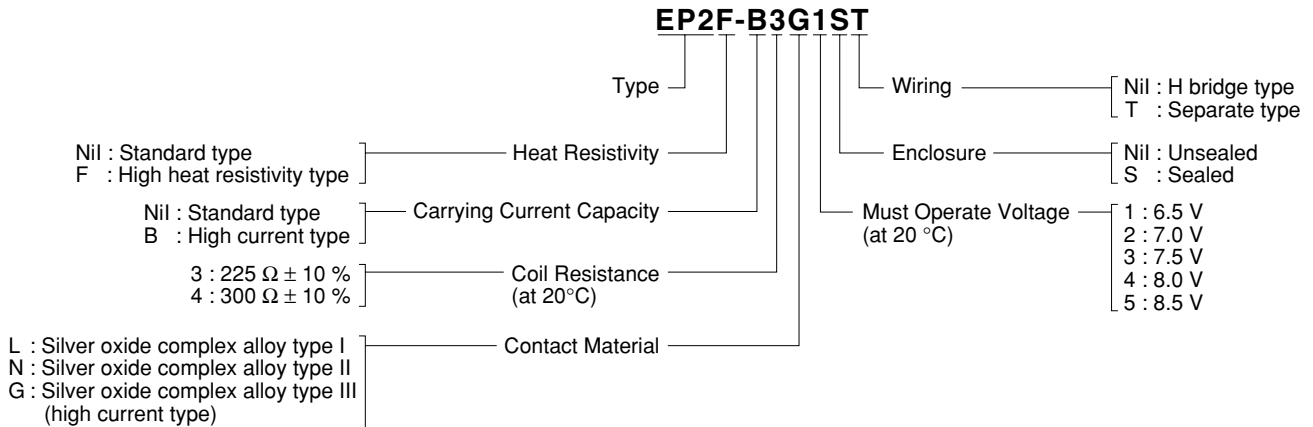 EP2F-B3G1ST
Type
Wiring
Nil : H bridge type
T : Separate type
Nil : Standard type
F : High heat resistivity type
Heat Resistivity
Enclosure
Nil : Unsealed
S : Sealed
Nil : Standard type
B : High current type
Carrying Current Capacity
Must Operate Voltage
(at 20 °C)
1 : 6.5 V
2 : 7.0 V
3 : 7.5 V
4 : 8.0 V
5 : 8.5 V
3 : 225 Ω ± 10 %
4 : 300 Ω ± 10 %
Coil Resistance
(at 20°C)
L : Silver oxide complex alloy type I
N : Silver oxide complex alloy type II
G : Silver oxide complex alloy type III
(high current type)
Contact Material